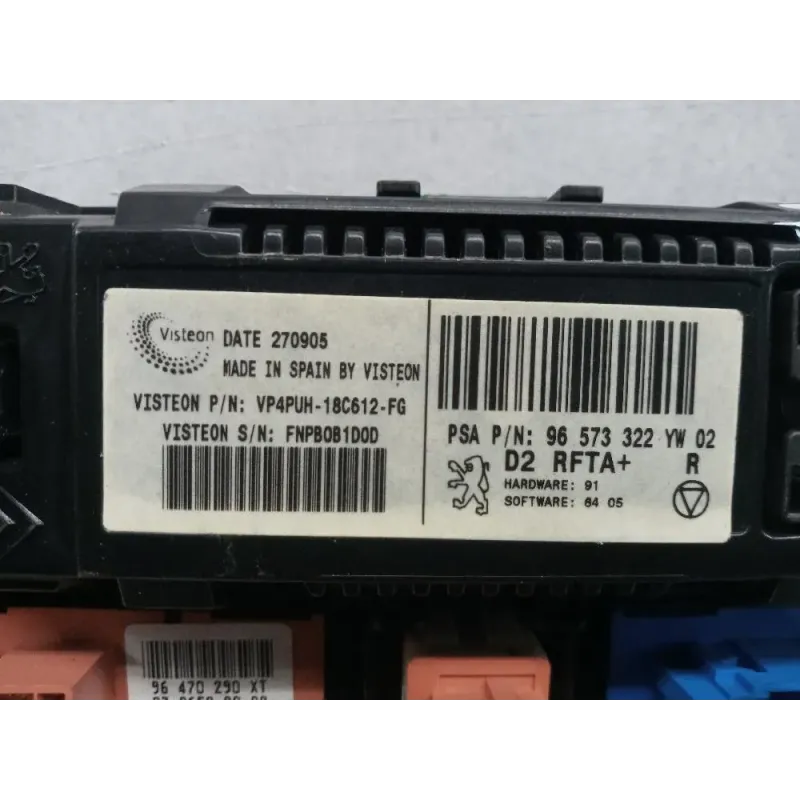 Visteon DATE 270905
MADE IN SPAIN BY VISTEON
VISTEON P/N: VP4PUH-18C612-FG
VISTEON S/N: FNPB0B1D0D
PSA P/N: 96 573 322 YW 02
D2 RFTA+ R
HARDWARE: 91
SOFTWARE: 64 05
96 470 290 XT